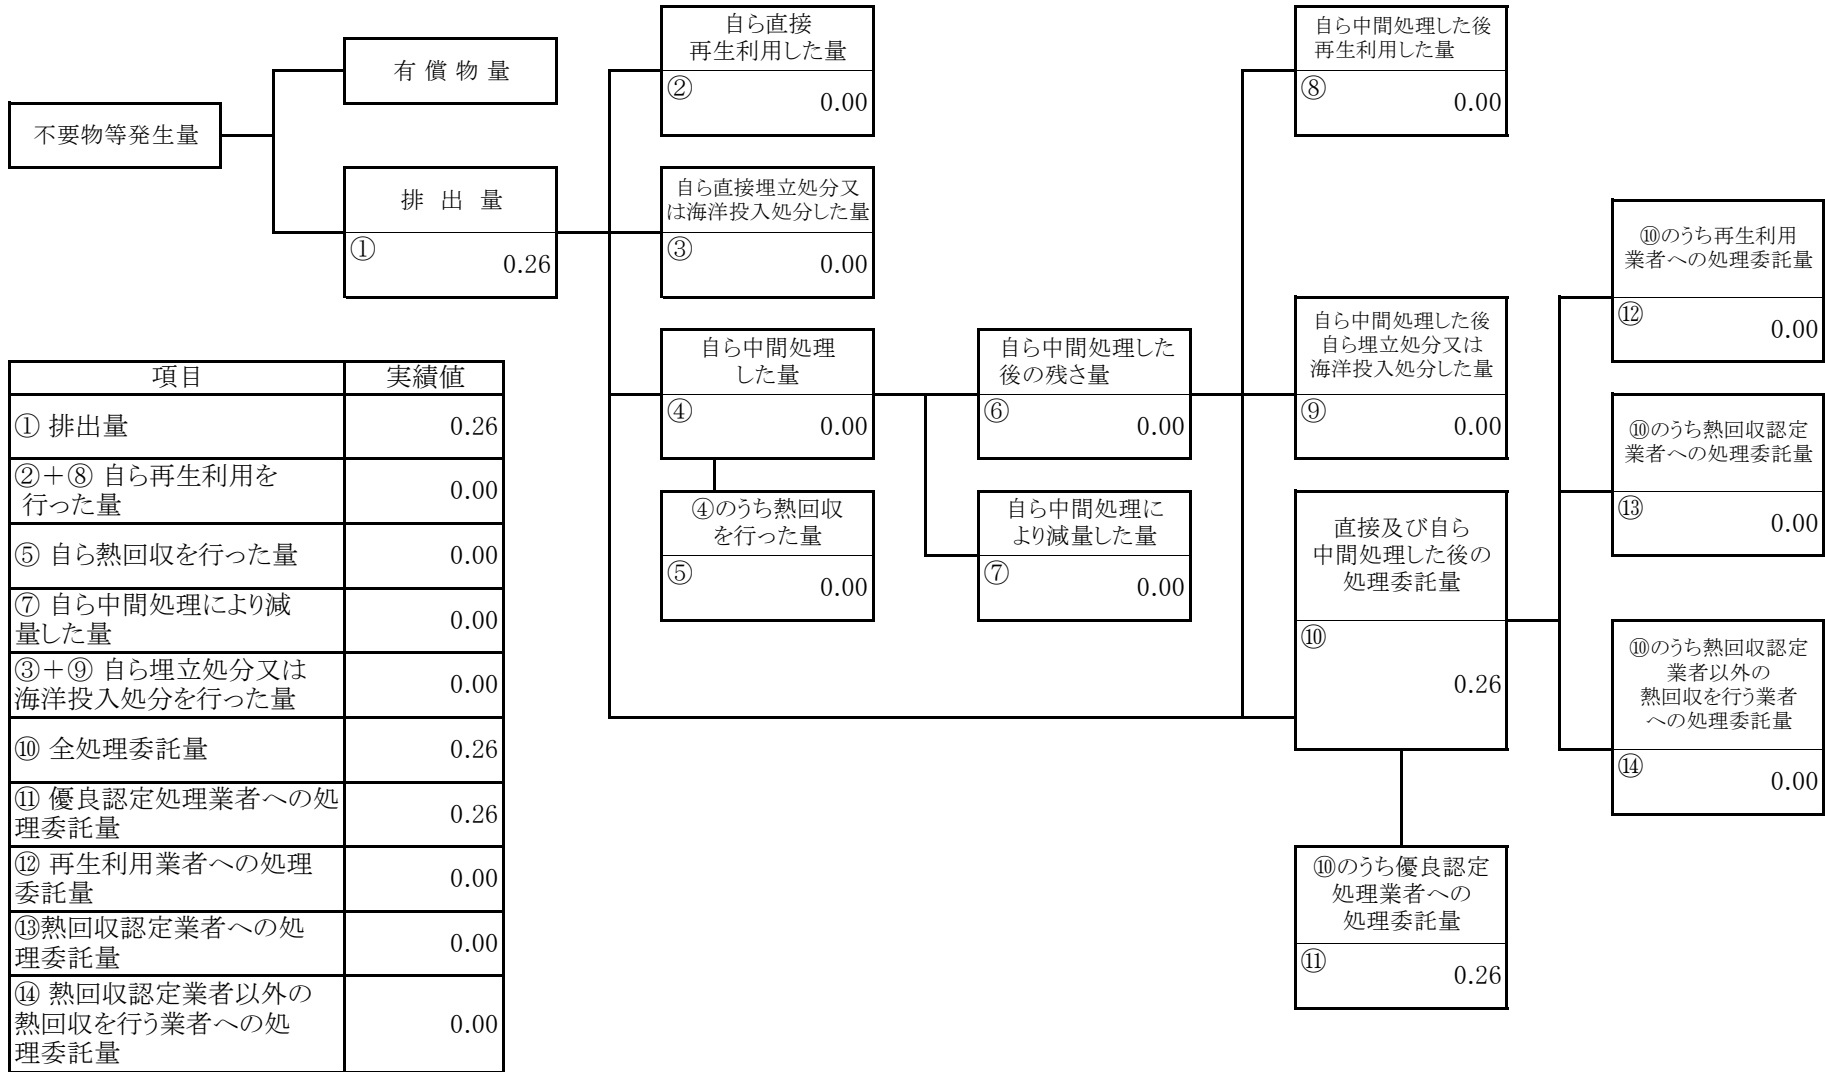 不要物等発生量
有 償 物 量
排 出 量
①
0.26
自ら直接
再生利用した量
②
0.00
自ら直接埋立処分又
は海洋投入処分した量
③
0.00
自ら中間処理
した量
④
0.00
④のうち熱回収
を行った量
⑤
0.00
自ら中間処理した
後の残さ量
⑥
0.00
自ら中間処理に
より減量した量
⑦
0.00
自ら中間処理した後
再生利用した量
⑧
0.00
自ら中間処理した後
自ら埋立処分又は
海洋投入処分した量
⑨
0.00
直接及び自ら
中間処理した後の
処理委託量
⑩
0.26
⑩のうち優良認定
処理業者への
処理委託量
⑪
0.26
⑩のうち再生利用
業者への処理委託量
⑫
0.00
⑩のうち熱回収認定
業者への処理委託量
⑬
0.00
⑩のうち熱回収認定
業者以外の
熱回収を行う業者
への処理委託量
⑭
0.00
項目 実績値
① 排出量 0.26
②＋⑧ 自ら再生利用を
行った量 0.00
⑤ 自ら熱回収を行った量 0.00
⑦ 自ら中間処理により減
量した量 0.00
③＋⑨ 自ら埋立処分又は
海洋投入処分を行った量 0.00
⑩ 全処理委託量 0.26
⑪ 優良認定処理業者への処
理委託量 0.26
⑫ 再生利用業者への処理
委託量 0.00
⑬熱回収認定業者への処
理委託量 0.00
⑭ 熱回収認定業者以外の
熱回収を行う業者への処 0.00
理委託量